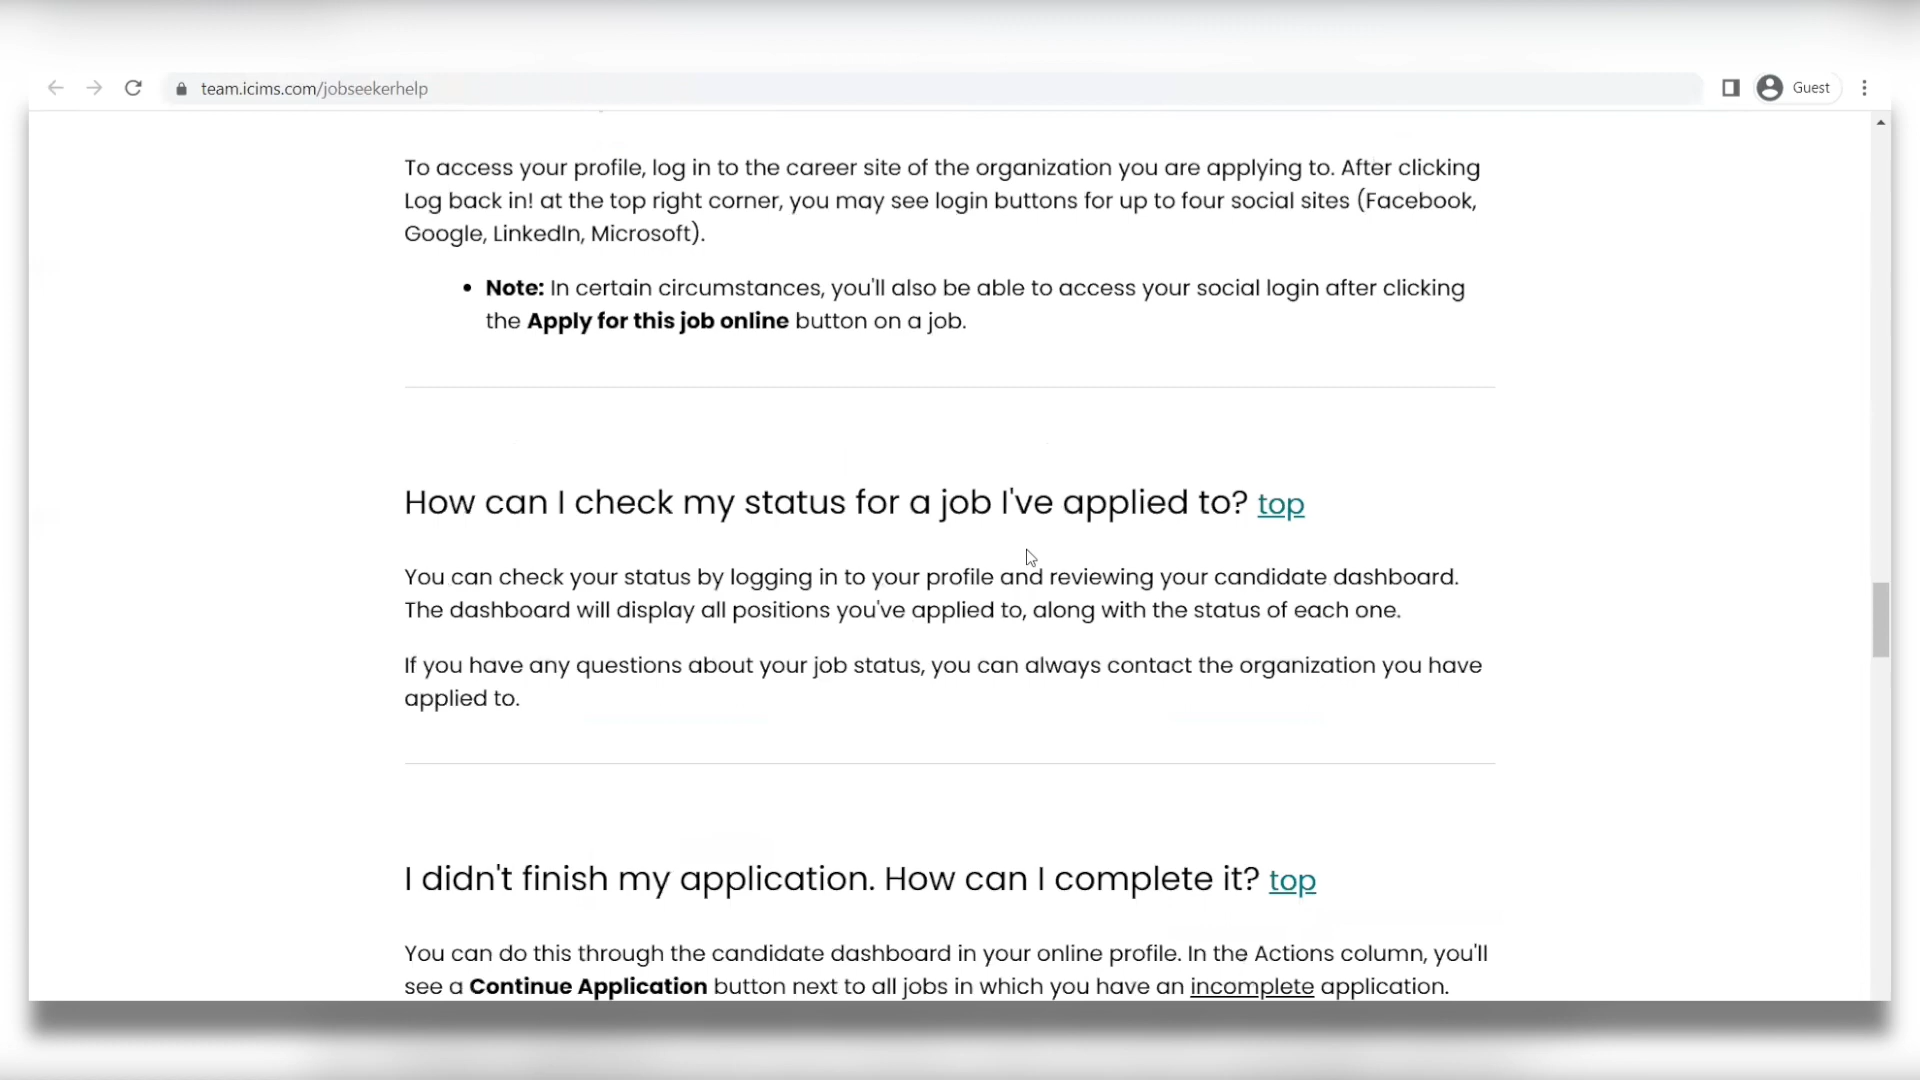 team.icims.com/jobseekerhelp
Guest
To access your profile, log in to the career site of the organization you are applying to. After clicking
Log back in! at the top right corner, you may see login buttons for up to four social sites (Facebook,
Google, LinkedIn, Microsoft).
• Note: In certain circumstances, you'll also be able to access your social login after clicking
the Apply for this job online button on a job.
How can I check my status for a job I've applied to? top
You can check your status by logging in to your profile and reviewing your candidate dashboard.
The dashboard will display all positions you've applied to, along with the status of each one.
If you have any questions about your job status, you can always contact the organization you have
applied to.
I didn't finish my application. How can I complete it? top
You can do this through the candidate dashboard in your online profile. In the Actions column, you'll
see a Continue Application button next to all jobs in which you have an incomplete application.